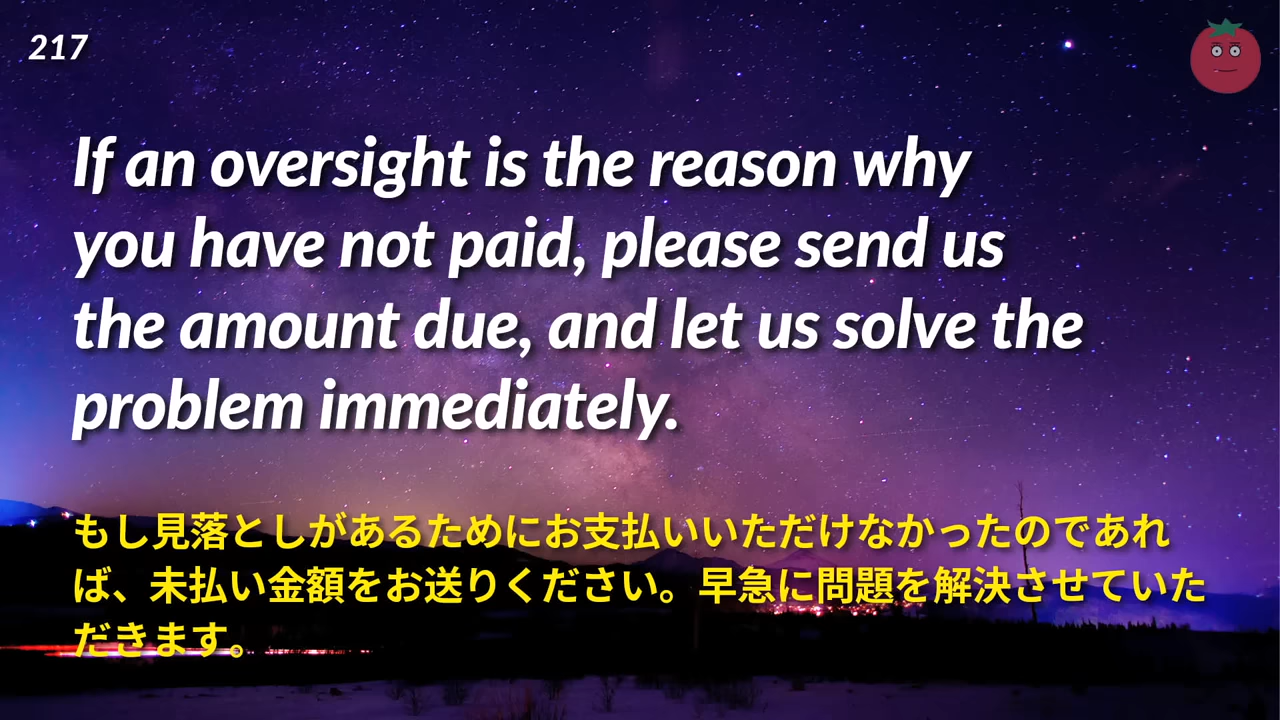 217
If an oversight is the reason why
you have not paid, please send us
the amount due, and let us solve the
problem immediately.
もし見落としがあるためにお支払いいただけなかったのであれ
ば、未払い金額をお送りください。早急に問題を解決させていた
だきます。